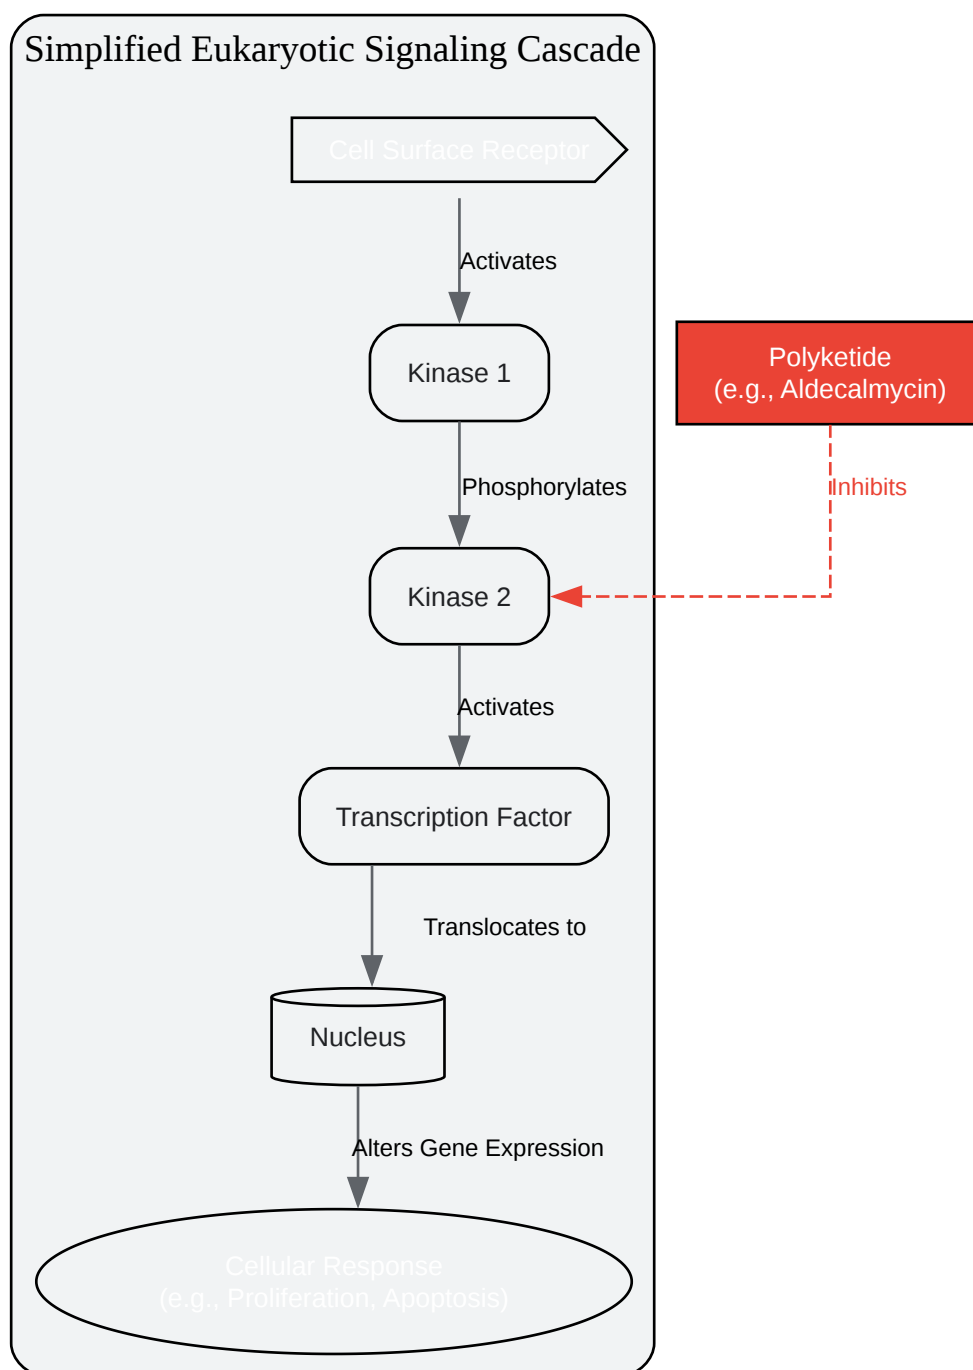 Simplified Eukaryotic Signaling Cascade
Cell Surface Receptor
Activates
Kinase 1
Polyketide
(e.g., Aldecalmycin)
Phosphorylates
Inhibits
Kinase 2
Activates
Transcription Factor
Translocates to
Nucleus
Alters Gene Expression
Cellular Response
(e.g., Proliferation, Apoptosis)